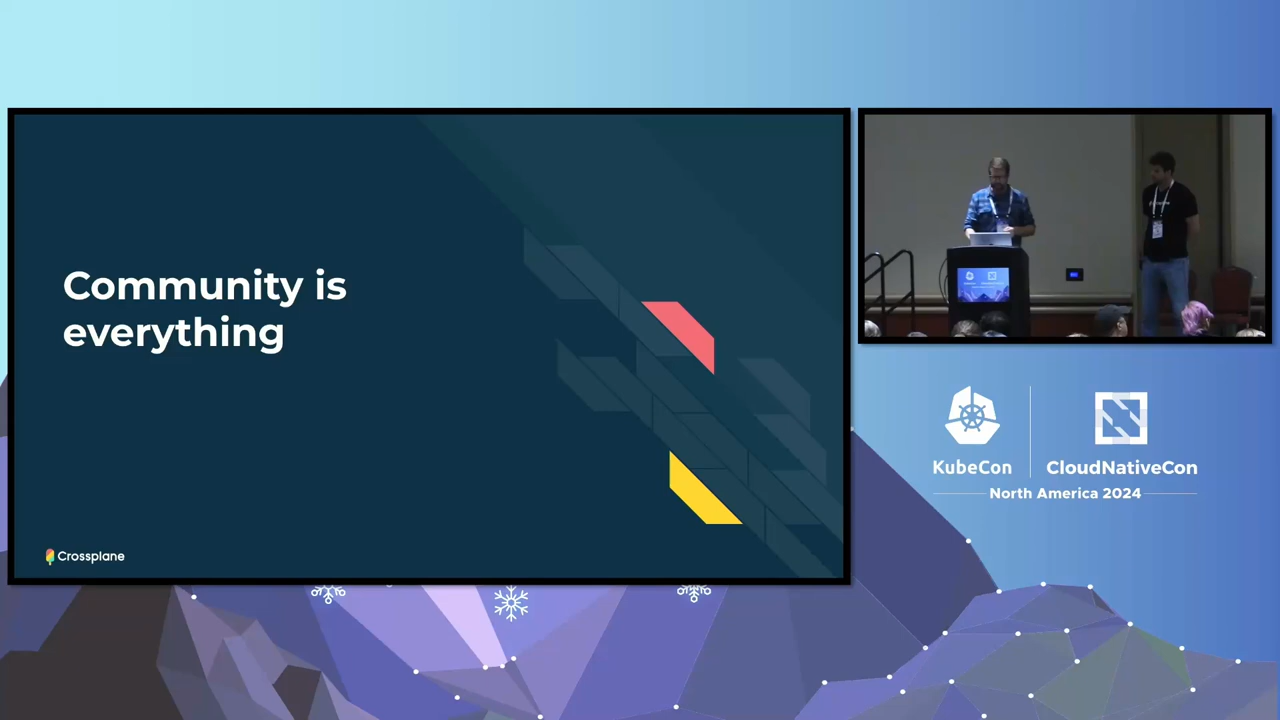 Community is
everything
Crossplane
KubeCon
CloudNativeCon
North America 2024